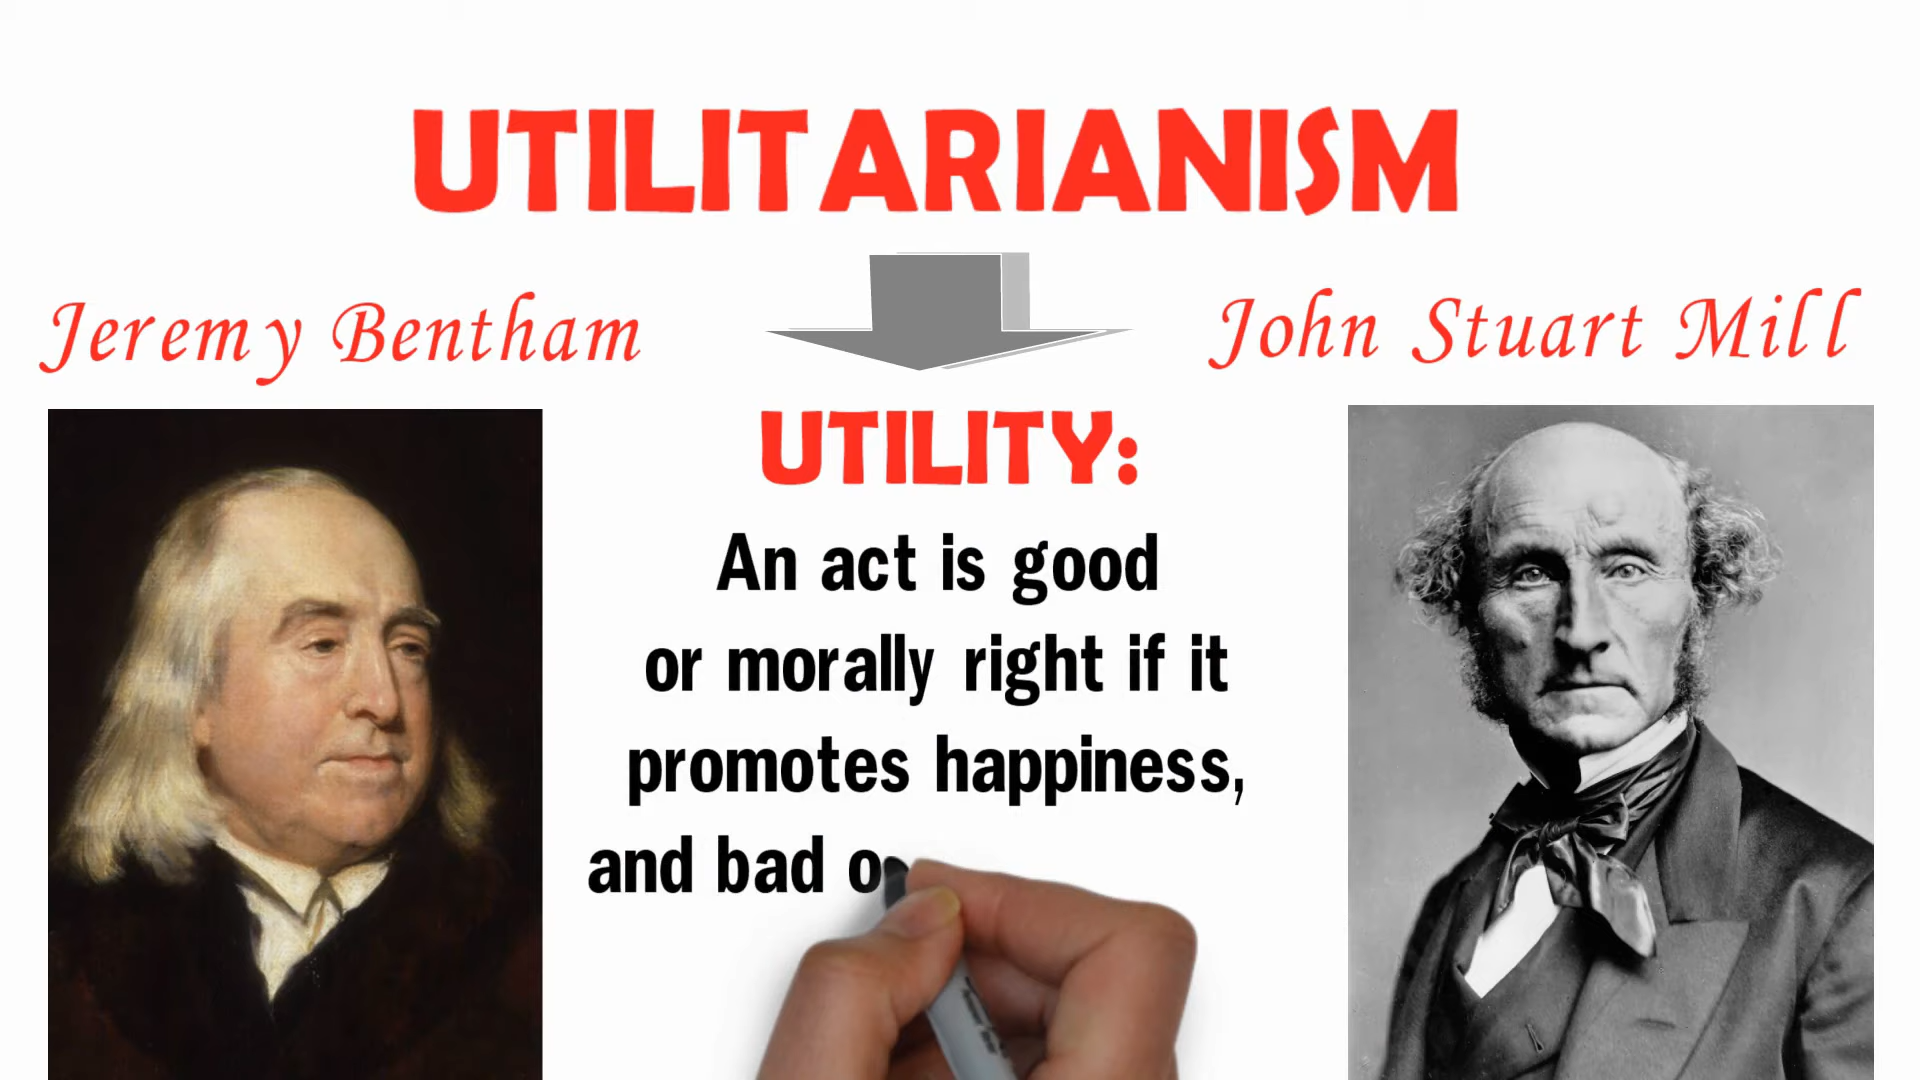 UTILITARIANISM
Jeremy Bentham
John Stuart Mill
UTILITY:
An act is good
or morally right if it
promotes happiness,
and bad